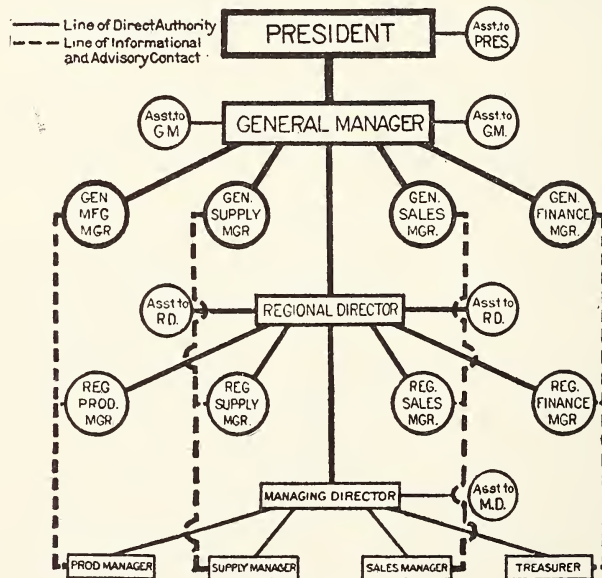 Line of Direct Authority
Line of Informational
and Advisory Contact
PRESIDENT
Asst. to
PRES.
Asst. to
G M
GENERAL MANAGER
Asst. to
G.M.
GEN
MFG
MGR
GEN.
SUPPLY
MGR
GEN.
SALES
MGR.
GEN.
FINANCE
MGR.
Asst to
R D.
REGIONAL DIRECTOR
Asst to
R D.
REG
PROD.
MGR
REG
SUPPLY
MGR.
REG.
SALES
MGR
REG.
FINANCE
MGR
MANAGING DIRECTOR
Asst to
M.D.
PROD MANAGER
SUPPLY MANAGER
SALES MANAGER
TREASURER